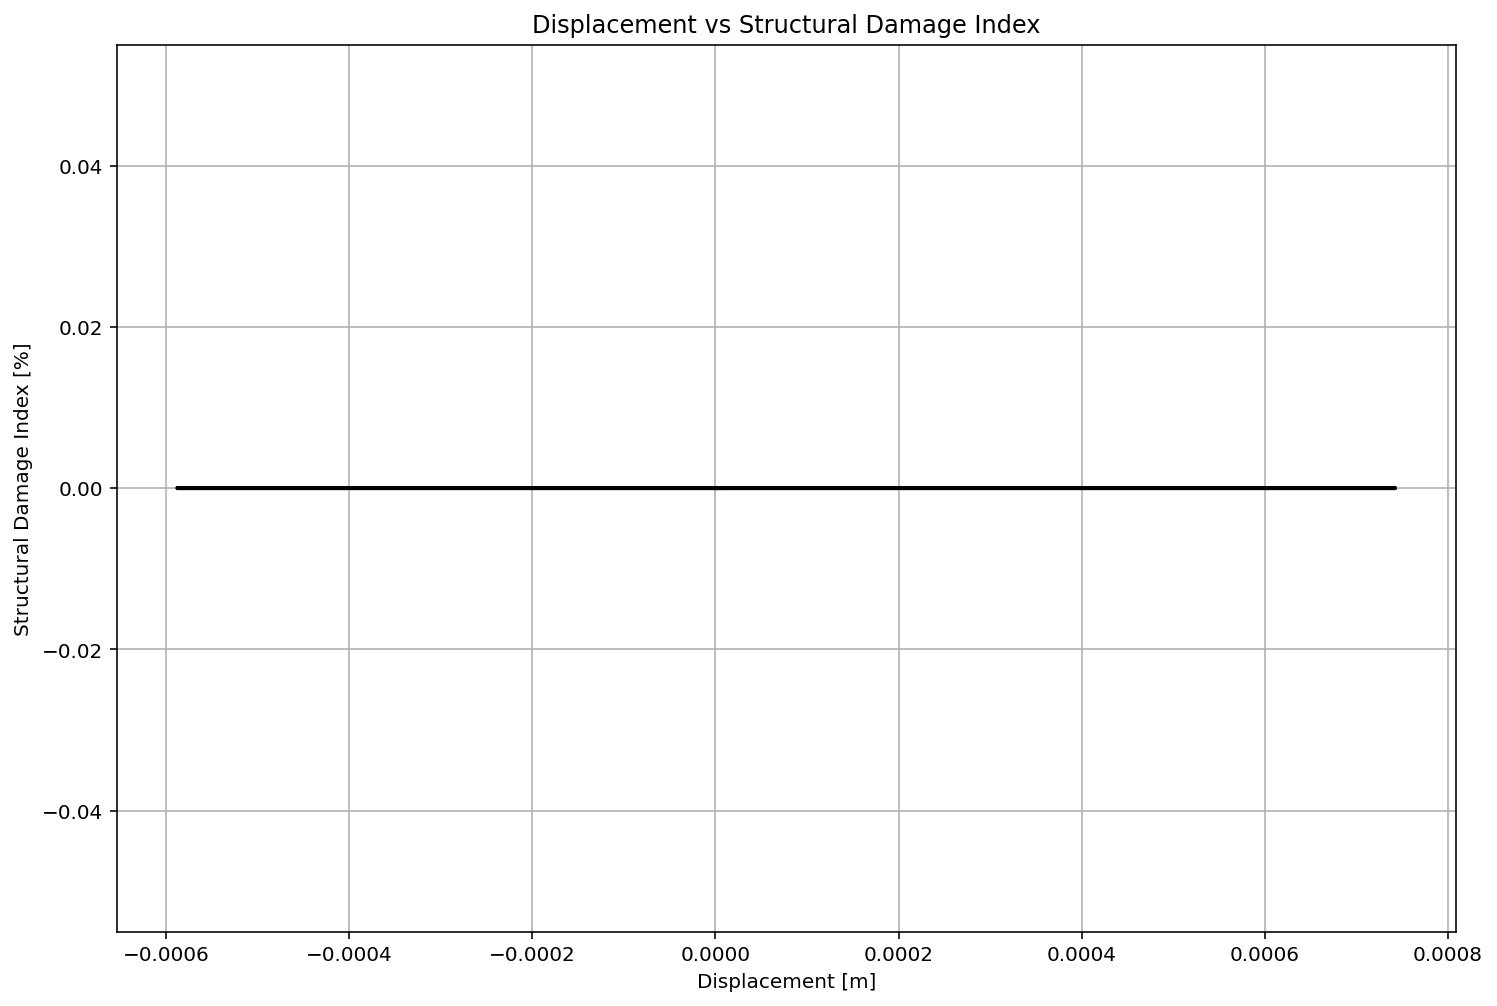 Displacement vs Structural Damage Index
Structural Damage Index [%]
0.04
0.02
0.00
−0.02
−0.04
−0.0006 −0.0004 −0.0002 0.0000 0.0002 0.0004 0.0006 0.0008
Displacement [m]